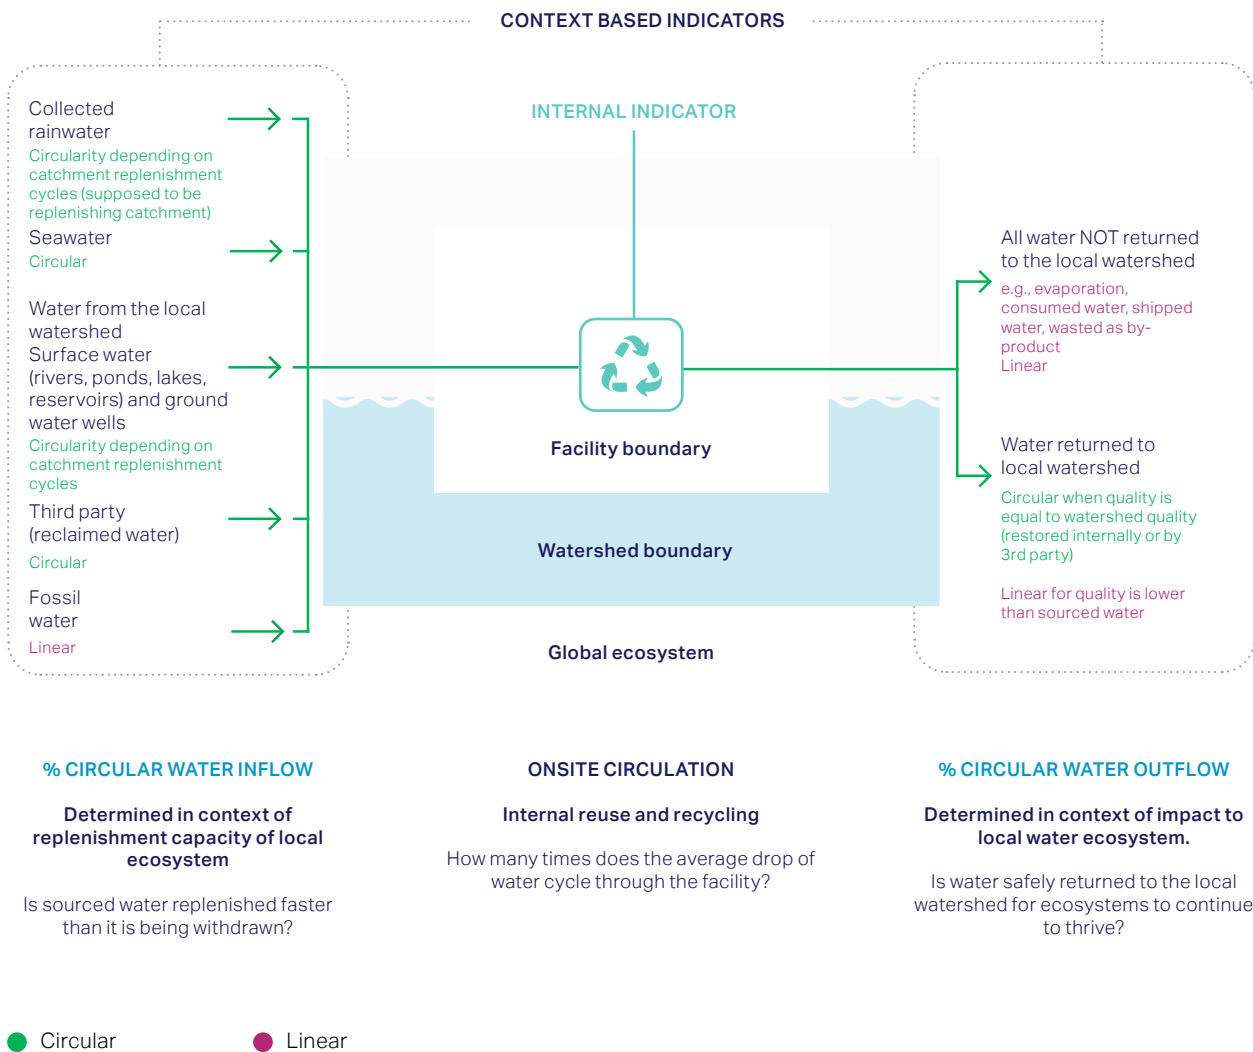 CONTEXT BASED INDICATORS
INTERNAL INDICATOR
Collected
rainwater
Circularity depending on
catchment replenishment
cycles (supposed to be
replenishing catchment)
Seawater
Circular
Water from the local
watershed
Surface water
(rivers, ponds, lakes,
reservoirs) and ground
water wells
Circularity depending on
catchment replenishment
cycles
Third party
(reclaimed water)
Circular
Fossil
water
Linear
Facility boundary
Watershed boundary
Global ecosystem
All water NOT returned
to the local watershed
e.g., evaporation,
consumed water, shipped
water, wasted as by-
product
Linear
Water returned to
local watershed
Circular when quality is
equal to watershed quality
(restored internally or by
3rd party)
Linear for quality is lower
than sourced water
% CIRCULAR WATER INFLOW
Determined in context of
replenishment capacity of local
ecosystem
Is sourced water replenished faster
than it is being withdrawn?
ONSITE CIRCULATION
Internal reuse and recycling
How many times does the average drop of
water cycle through the facility?
% CIRCULAR WATER OUTFLOW
Determined in context of impact to
local water ecosystem.
Is water safely returned to the local
watershed for ecosystems to continue
to thrive?
Circular
Linear